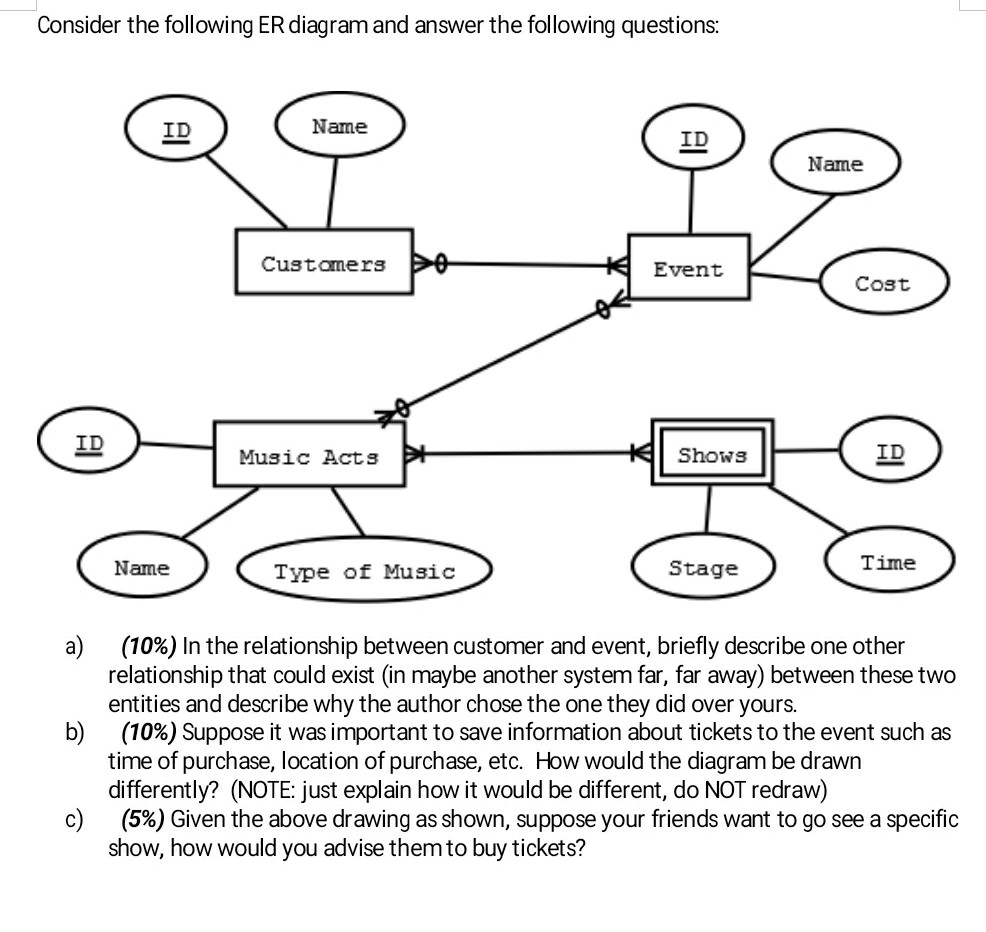 Consider the following ER diagram and answer the following questions:
ID
Name
ID
Name
Customers
Event
Cost
ID
Music Acts
Shows
ID
Name
Type of Music
Stage
Time
a) (10%) In the relationship between customer and event, briefly describe one other
relationship that could exist (in maybe another system far, far away) between these two
entities and describe why the author chose the one they did over yours.
b) (10%) Suppose it was important to save information about tickets to the event such as
time of purchase, location of purchase, etc. How would the diagram be drawn
differently? (NOTE: just explain how it would be different, do NOT redraw)
c) (5%) Given the above drawing as shown, suppose your friends want to go see a specific
show, how would you advise them to buy tickets?